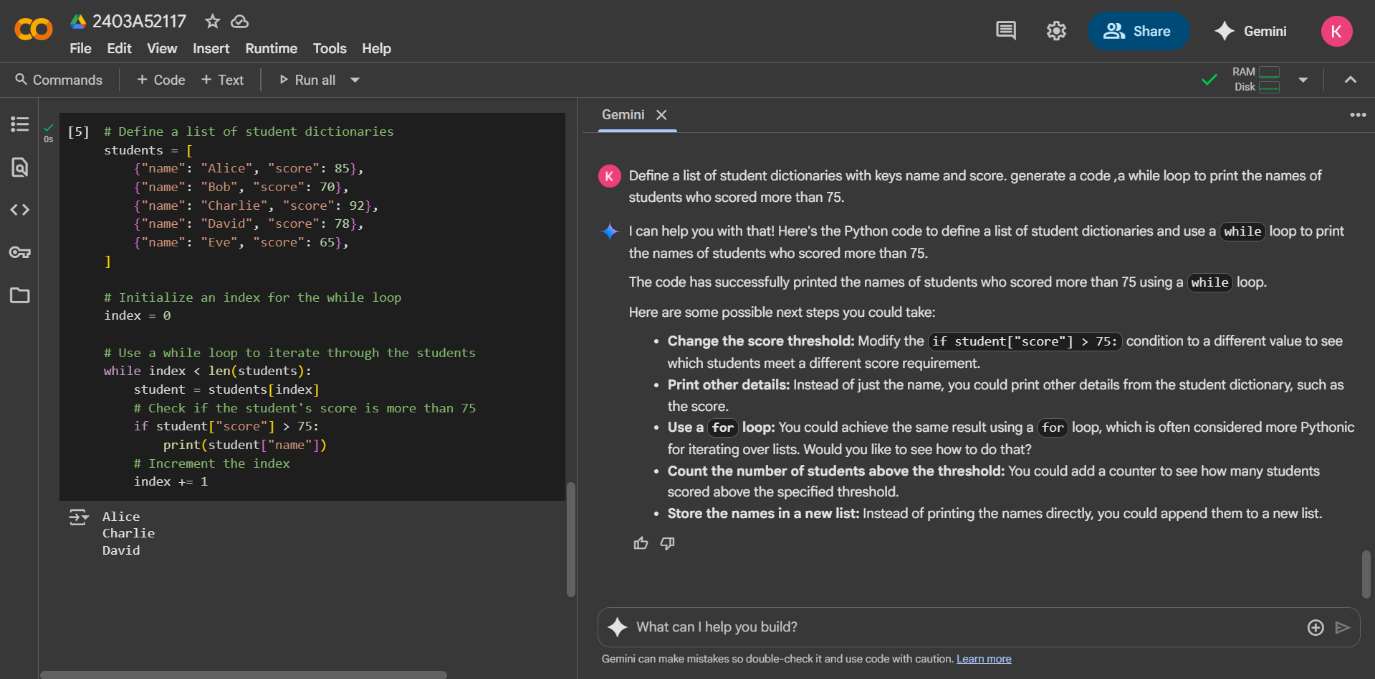 2403A52117
File Edit View Insert Runtime Tools Help
Share
Gemini
K
Commands + Code + Text Run all
RAM
Disk
0s
[5] # Define a list of student dictionaries
students = [
    {"name": "Alice", "score": 85},
    {"name": "Bob", "score": 70},
    {"name": "Charlie", "score": 92},
    {"name": "David", "score": 78},
    {"name": "Eve", "score": 65},
]
# Initialize an index for the while loop
index = 0
# Use a while loop to iterate through the students
while index < len(students):
    student = students[index]
    # Check if the student's score is more than 75
    if student["score"] > 75:
        print(student["name"])
    # Increment the index
    index += 1
Alice
Charlie
David
Gemini
K
Define a list of student dictionaries with keys name and score. generate a code ,a while loop to print the names of
students who scored more than 75.
I can help you with that! Here's the Python code to define a list of student dictionaries and use a while loop to print
the names of students who scored more than 75.
The code has successfully printed the names of students who scored more than 75 using a while loop.
Here are some possible next steps you could take:
• Change the score threshold: Modify the if student["score"] > 75: condition to a different value to see
which students meet a different score requirement.
• Print other details: Instead of just the name, you could print other details from the student dictionary, such as
the score.
• Use a for loop: You could achieve the same result using a for loop, which is often considered more Pythonic
for iterating over lists. Would you like to see how to do that?
• Count the number of students above the threshold: You could add a counter to see how many students
scored above the specified threshold.
• Store the names in a new list: Instead of printing the names directly, you could append them to a new list.
What can I help you build?
Gemini can make mistakes so double-check it and use code with caution. Learn more